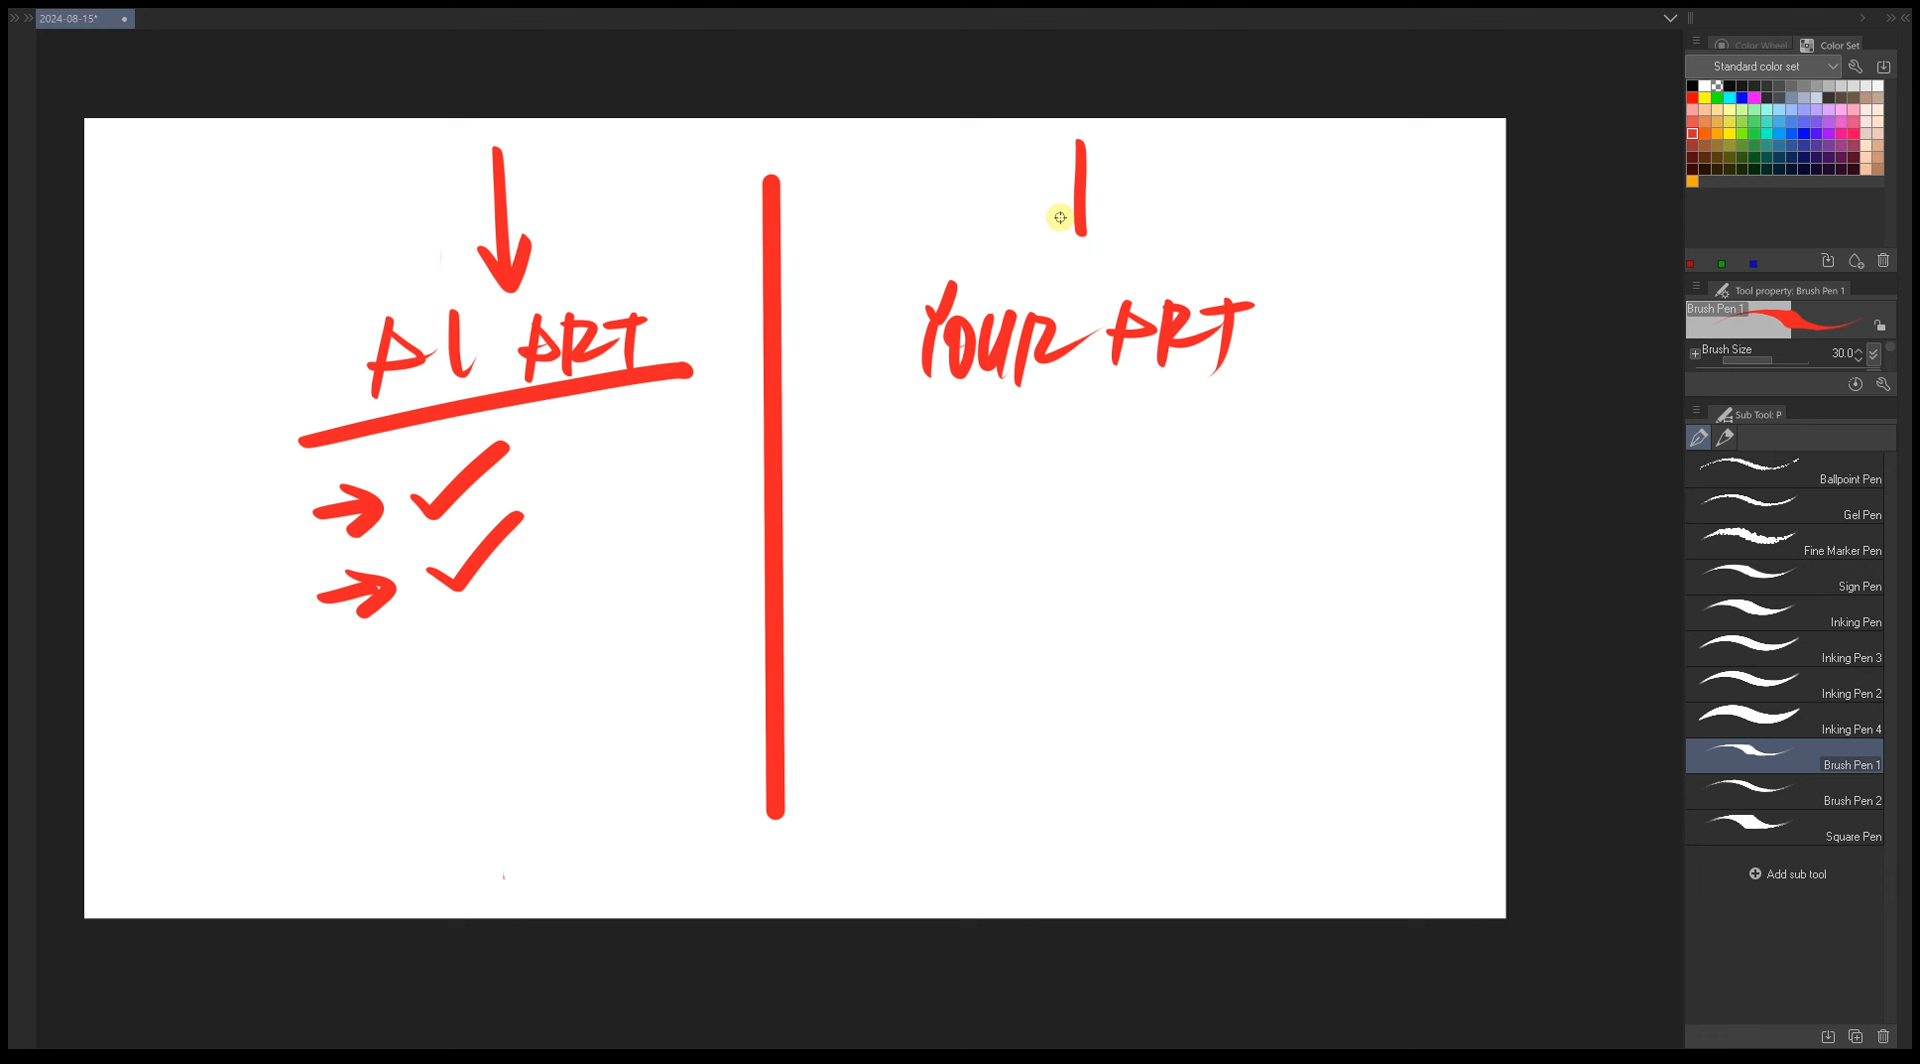 2024-08-15*
Color Wheel
Color Set
Standard color set
AI ART
YOUR ART
Tool property: Brush Pen 1
Brush Pen 1
Brush Size
30.0
Sub Tool: P
Ballpoint Pen
Gel Pen
Fine Marker Pen
Sign Pen
Inking Pen
Inking Pen 3
Inking Pen 2
Inking Pen 4
Brush Pen 1
Brush Pen 2
Square Pen
Add sub tool